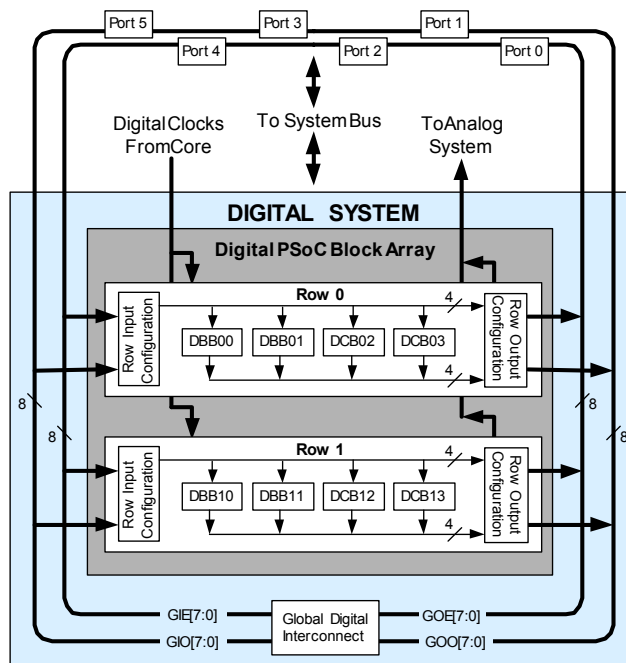 Port 5
Port 3
Port 1
Port 4
Port 2
Port 0
Digital Clocks
From Core
To System Bus
To Analog
System
DIGITAL SYSTEM
Digital PSoC Block Array
Row 0
4
Row Input
Configuration
DBB00
DBB01
DCB02
DCB03
Row Output
Configuration
4
8
8
8
8
Row 1
4
Row Input
Configuration
DBB10
DBB11
DCB12
DCB13
Row Output
Configuration
4
GIE[7:0]
GIO[7:0]
Global Digital
Interconnect
GOE[7:0]
GOO[7:0]